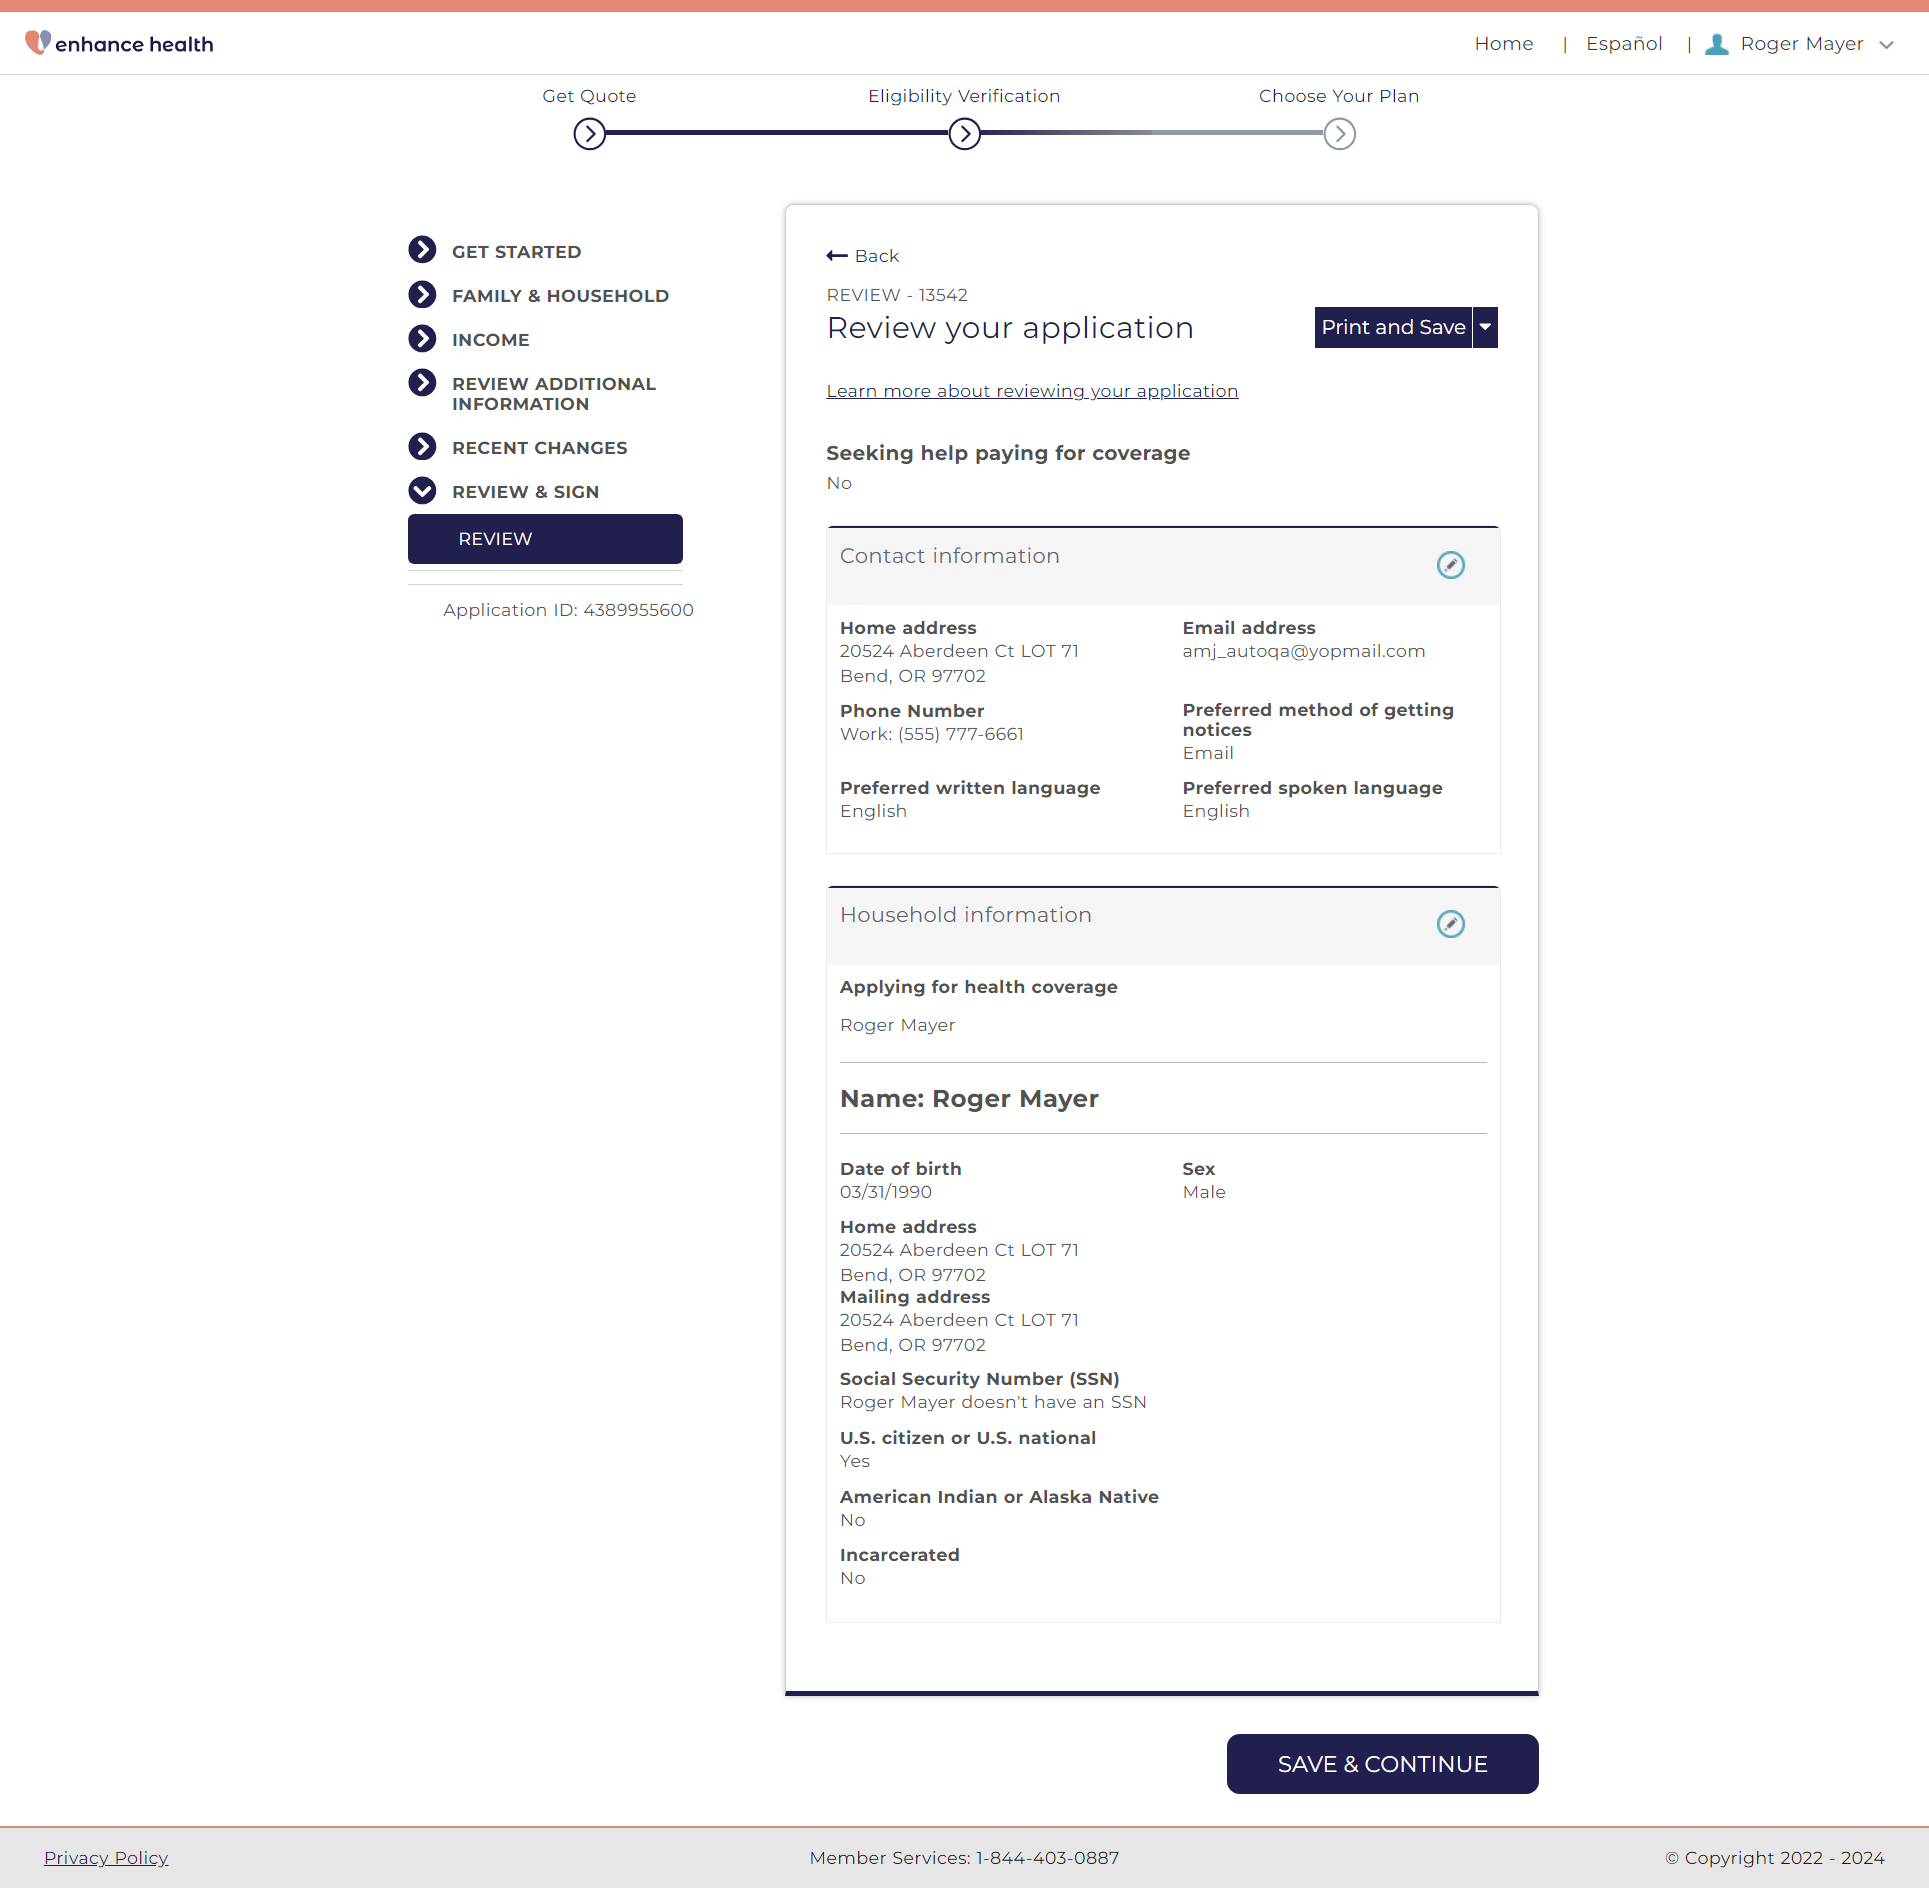 enhance health
Home | Español | Roger Mayer
Get Quote
Eligibility Verification
Choose Your Plan
GET STARTED
FAMILY & HOUSEHOLD
INCOME
REVIEW ADDITIONAL
INFORMATION
RECENT CHANGES
REVIEW & SIGN
REVIEW
Application ID: 4389955600
Back
REVIEW - 13542
Review your application
Print and Save
Learn more about reviewing your application
Seeking help paying for coverage
No
Contact information
Home address
20524 Aberdeen Ct LOT 71
Bend, OR 97702
Email address
amj_autoqa@yopmail.com
Phone Number
Work: (555) 777-6661
Preferred method of getting
notices
Email
Preferred written language
English
Preferred spoken language
English
Household information
Applying for health coverage
Roger Mayer
Name: Roger Mayer
Date of birth
03/31/1990
Sex
Male
Home address
20524 Aberdeen Ct LOT 71
Bend, OR 97702
Mailing address
20524 Aberdeen Ct LOT 71
Bend, OR 97702
Social Security Number (SSN)
Roger Mayer doesn't have an SSN
U.S. citizen or U.S. national
Yes
American Indian or Alaska Native
No
Incarcerated
No
SAVE & CONTINUE
Privacy Policy
Member Services: 1-844-403-0887
© Copyright 2022 - 2024